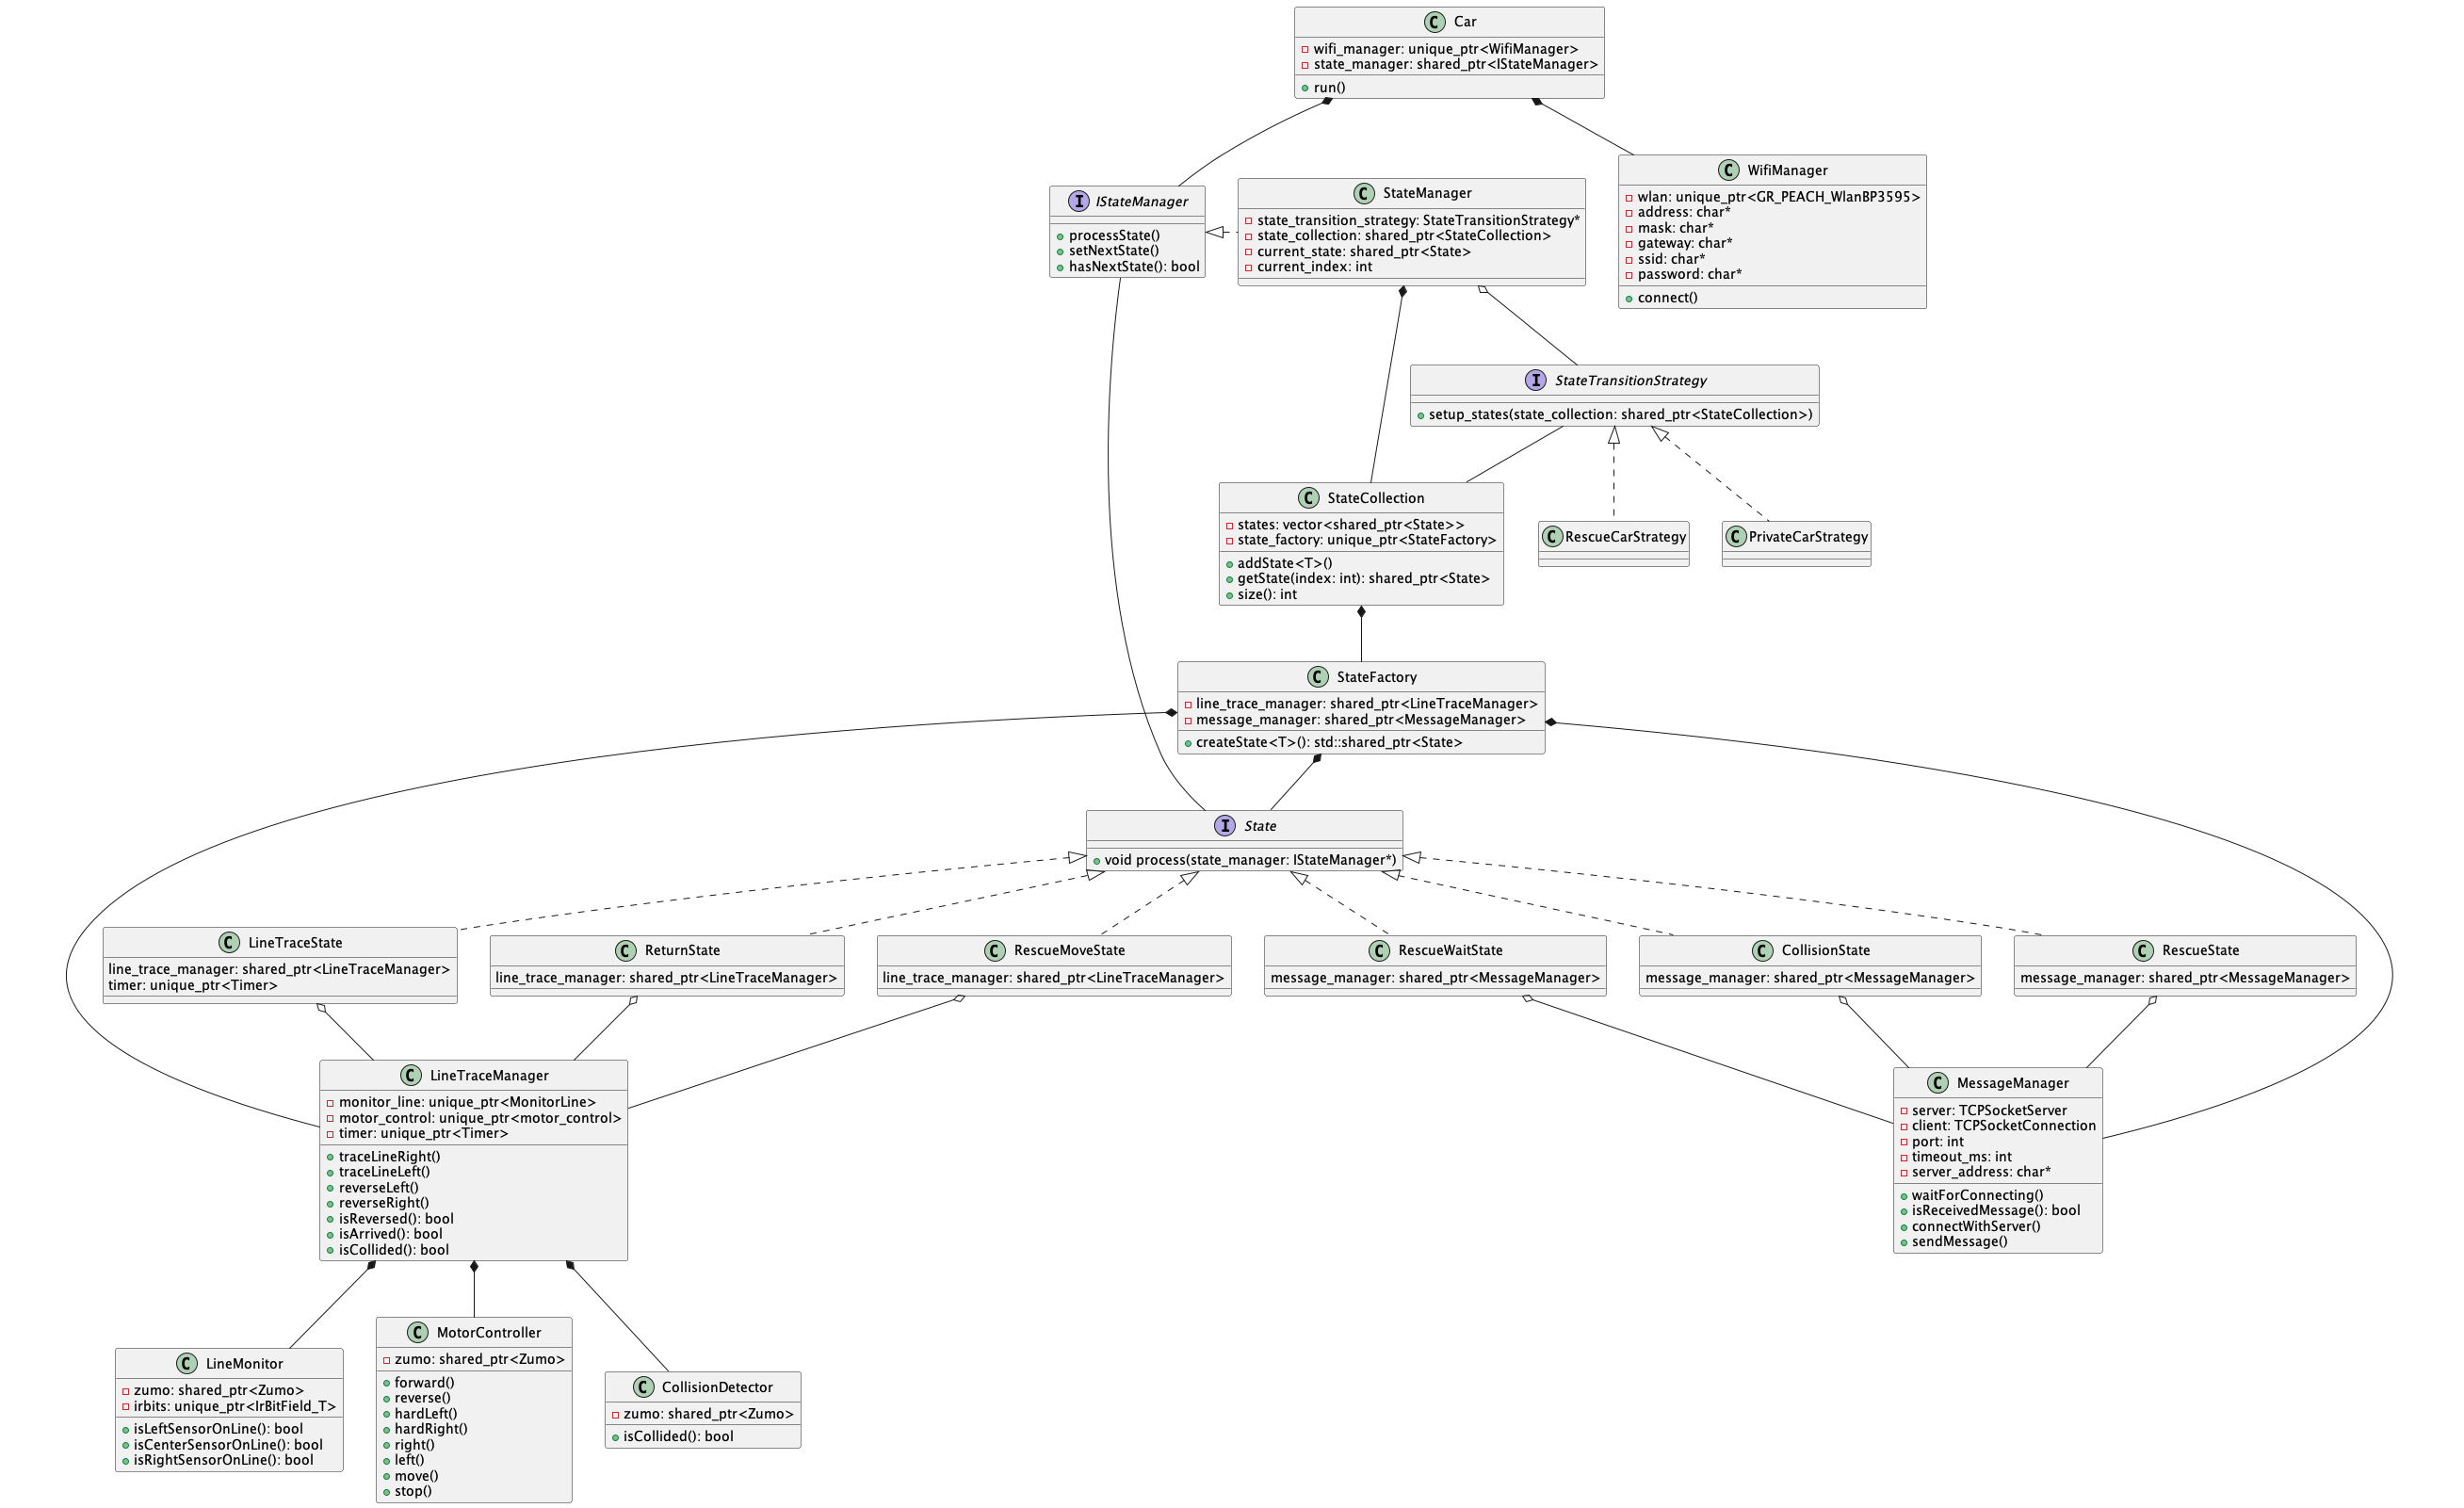 C Car
wifi_manager: unique_ptr<WifiManager>
state_manager: shared_ptr<IStateManager>
run()
I IStateManager
processState()
setNextState()
hasNextState(): bool
C StateManager
state_transition_strategy: StateTransitionStrategy*
state_collection: shared_ptr<StateCollection>
current_state: shared_ptr<State>
current_index: int
C WifiManager
wlan: unique_ptr<GR_PEACH_WlanBP3595>
address: char*
mask: char*
gateway: char*
ssid: char*
password: char*
connect()
I StateTransitionStrategy
setup_states(state_collection: shared_ptr<StateCollection>)
C StateCollection
states: vector<shared_ptr<State>>
state_factory: unique_ptr<StateFactory>
addState<T>()
getState(index: int): shared_ptr<State>
size(): int
C RescueCarStrategy
C PrivateCarStrategy
C StateFactory
line_trace_manager: shared_ptr<LineTraceManager>
message_manager: shared_ptr<MessageManager>
createState<T>(): std::shared_ptr<State>
I State
void process(state_manager: IStateManager*)
C LineTraceState
line_trace_manager: shared_ptr<LineTraceManager>
timer: unique_ptr<Timer>
C ReturnState
line_trace_manager: shared_ptr<LineTraceManager>
C RescueMoveState
line_trace_manager: shared_ptr<LineTraceManager>
C RescueWaitState
message_manager: shared_ptr<MessageManager>
C CollisionState
message_manager: shared_ptr<MessageManager>
C RescueState
message_manager: shared_ptr<MessageManager>
C LineTraceManager
monitor_line: unique_ptr<MonitorLine>
motor_control: unique_ptr<motor_control>
timer: unique_ptr<Timer>
traceLineRight()
traceLineLeft()
reverseLeft()
reverseRight()
isReversed(): bool
isArrived(): bool
isCollided(): bool
C MessageManager
server: TCPSocketServer
client: TCPSocketConnection
port: int
timeout_ms: int
server_address: char*
waitForConnecting()
isReceivedMessage(): bool
connectWithServer()
sendMessage()
C LineMonitor
zumo: shared_ptr<Zumo>
irbits: unique_ptr<IrBitField_T>
isLeftSensorOnLine(): bool
isCenterSensorOnLine(): bool
isRightSensorOnLine(): bool
C MotorController
zumo: shared_ptr<Zumo>
forward()
reverse()
hardLeft()
hardRight()
right()
left()
move()
stop()
C CollisionDetector
zumo: shared_ptr<Zumo>
isCollided(): bool